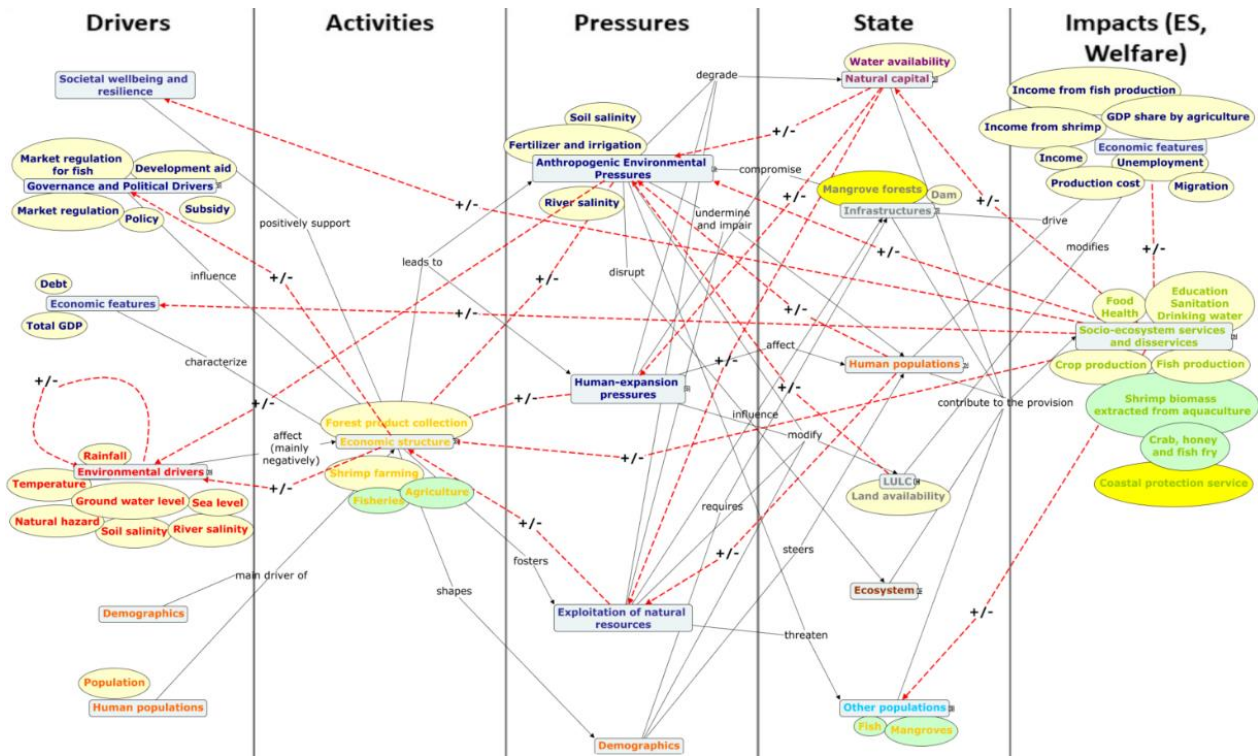 Drivers
Activities
Pressures
State
Impacts (ES,
Welfare)
Societal wellbeing and
resilience
Market regulation
for fish
Development aid
Governance and Political Drivers
Market regulation
Policy
Subsidy
Debt
Economic features
Total GDP
+/-
Rainfall
Environmental drivers
Temperature
Ground water level
Sea level
Natural hazard
Soil salinity
River salinity
main driver of
Demographics
Population
Human populations
positively support
influence
+/-
characterize
affect
(mainly
negatively)
+/-
Forest product collection
Economic structure
Shrimp farming
Fisheries
Agriculture
leads to
+/-
shapes
fosters
degrade
Soil salinity
Fertilizer and irrigation
Anthropogenic Environmental
Pressures
River salinity
+/-
compromise
undermine
and impair
disrupt
+/-
+/-
+/-
+/-
Human-expansion
pressures
+/-
affect
+/-
influence
modify
requires
+/-
+/-
steers
Exploitation of natural
resources
threaten
Demographics
Water availability
Natural capital
Mangrove forests
Dam
Infrastructures
drive
+/-
modifies
+/-
+/-
Human populations
contribute to the provision
+/-
LULC
Land availability
Ecosystem
+/-
Other populations
Fish
Mangroves
Income from fish production
GDP share by agriculture
Income from shrimp
Economic features
Income
Unemployment
Production cost
Migration
+/-
Food
Health
Education
Sanitation
Drinking water
Socio-ecosystem services
and disservices
Crop production
Fish production
Shrimp biomass
extracted from aquaculture
Crab, honey
and fish fry
Coastal protection service